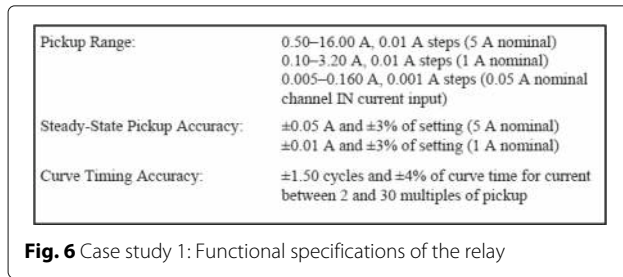 Pickup Range: 0.50–16.00 A, 0.01 A steps (5 A nominal)
0.10–3.20 A, 0.01 A steps (1 A nominal)
0.005–0.160 A, 0.001 A steps (0.05 A nominal
channel IN current input)
Steady-State Pickup Accuracy: ±0.05 A and ±3% of setting (5 A nominal)
±0.01 A and ±3% of setting (1 A nominal)
Curve Timing Accuracy: ±1.50 cycles and ±4% of curve time for current
between 2 and 30 multiples of pickup
Fig. 6 Case study 1: Functional specifications of the relay